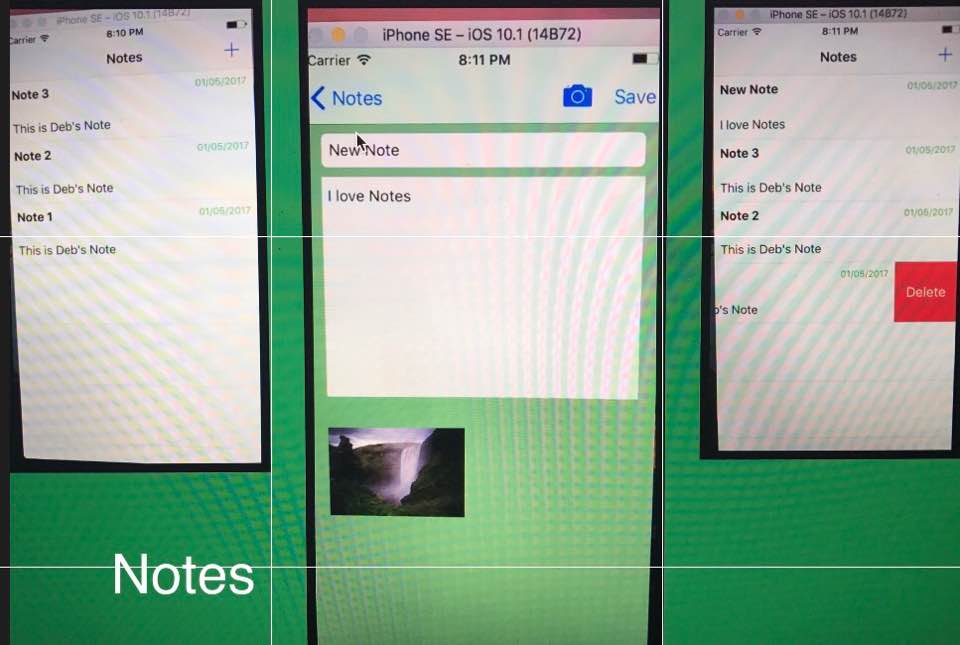 iPhone SE – iOS 10.1 (14B72)
Carrier
8:10 PM
Notes
+
01/05/2017
Note 3
This is Deb's Note
01/05/2017
Note 2
This is Deb's Note
01/05/2017
Note 1
This is Deb's Note
iPhone SE – iOS 10.1 (14B72)
Carrier
8:11 PM
Notes
Save
New Note
I love Notes
iPhone SE – iOS 10.1 (14B72)
Carrier
8:11 PM
Notes
+
New Note
01/05/2017
I love Notes
Note 3
01/05/2017
This is Deb's Note
Note 2
01/05/2017
This is Deb's Note
01/05/2017
Delete
b's Note
Notes